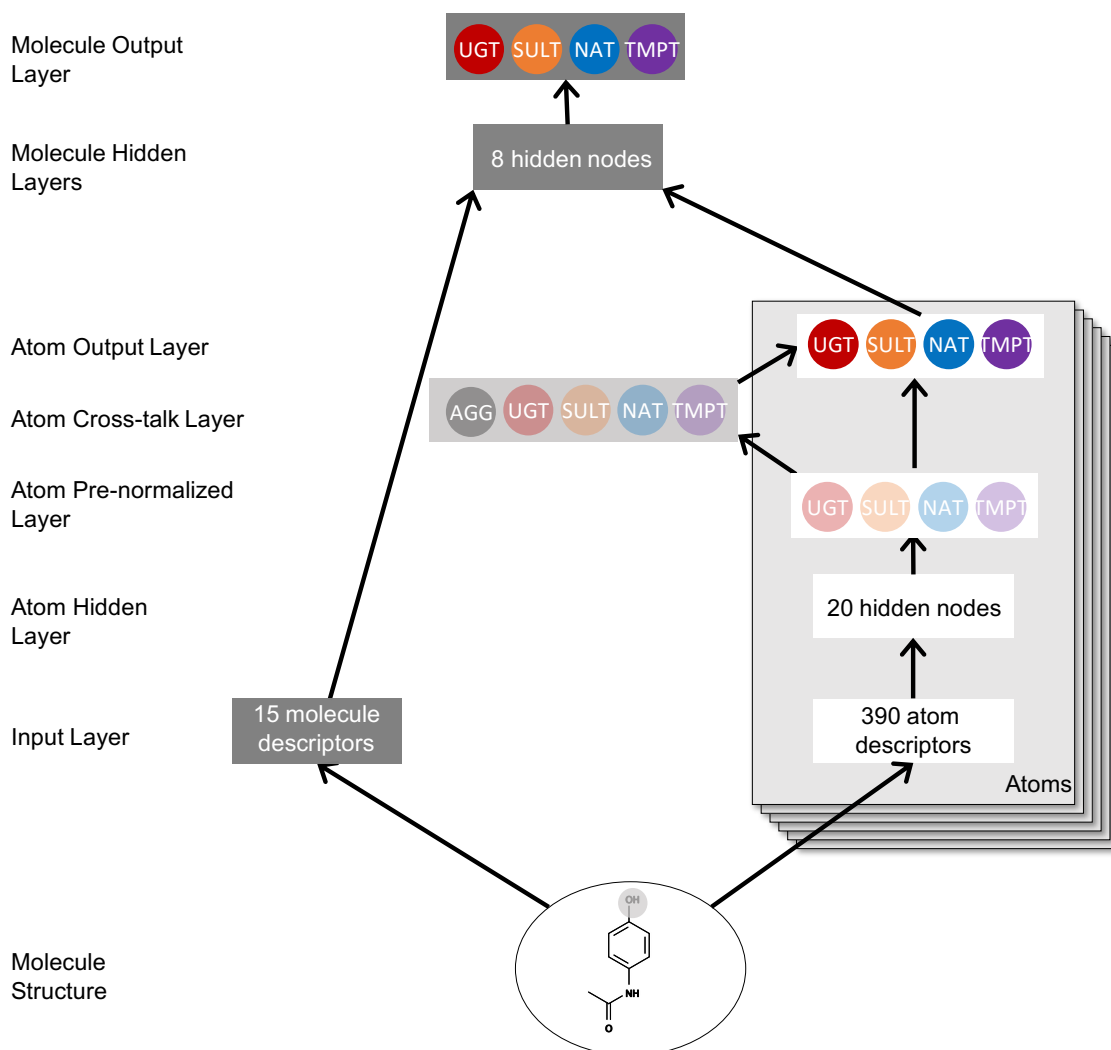 Molecule Output
Layer
UGT SULT NAT TMPT
Molecule Hidden
Layers
8 hidden nodes
Atom Output Layer
UGT SULT NAT TMPT
Atom Cross-talk Layer
AGG UGT SULT NAT TMPT
Atom Pre-normalized
Layer
UGT SULT NAT TMPT
Atom Hidden
Layer
20 hidden nodes
Input Layer
15 molecule
descriptors
390 atom
descriptors
Atoms
Molecule
Structure
OH
NH
O